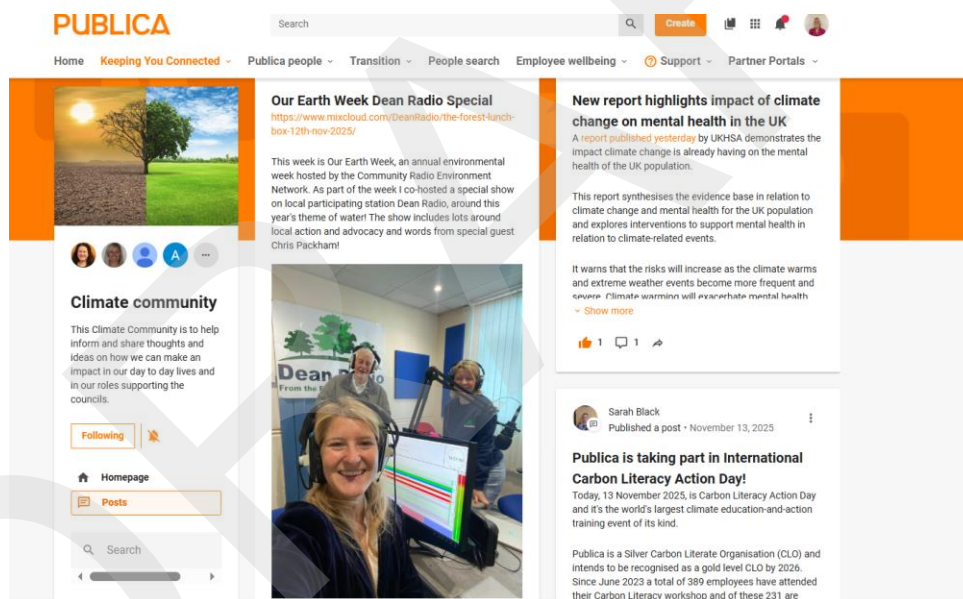 PUBLICA
Search
Create
Home
Keeping You Connected
Publica people
Transition
People search
Employee wellbeing
Support
Partner Portals
A
Climate community
This Climate Community is to help
inform and share thoughts and
ideas on how we can make an
impact in our day to day lives and
in our roles supporting the
councils.
Following
Homepage
Posts
Search
Our Earth Week Dean Radio Special
https://www.mixcloud.com/DeanRadio/the-forest-lunch-
box-12th-nov-2025/
This week is Our Earth Week, an annual environmental
week hosted by the Community Radio Environment
Network. As part of the week I co-hosted a special show
on local participating station Dean Radio, around this
year's theme of water! The show includes lots around
local action and advocacy and words from special guest
Chris Packham!
Dean Radio
From the
New report highlights impact of climate
change on mental health in the UK
A report published yesterday by UKHSA demonstrates the
impact climate change is already having on the mental
health of the UK population.
This report synthesises the evidence base in relation to
climate change and mental health for the UK population
and explores interventions to support mental health in
relation to climate-related events.
It warns that the risks will increase as the climate warms
and extreme weather events become more frequent and
severe. Climate warming will exacerbate mental health
Show more
1
1
Sarah Black
Published a post • November 13, 2025
Publica is taking part in International
Carbon Literacy Action Day!
Today, 13 November 2025, is Carbon Literacy Action Day
and it's the world's largest climate education-and-action
training event of its kind.
Publica is a Silver Carbon Literate Organisation (CLO) and
intends to be recognised as a gold level CLO by 2026.
Since June 2023 a total of 389 employees have attended
their Carbon Literacy workshop and of these 231 are